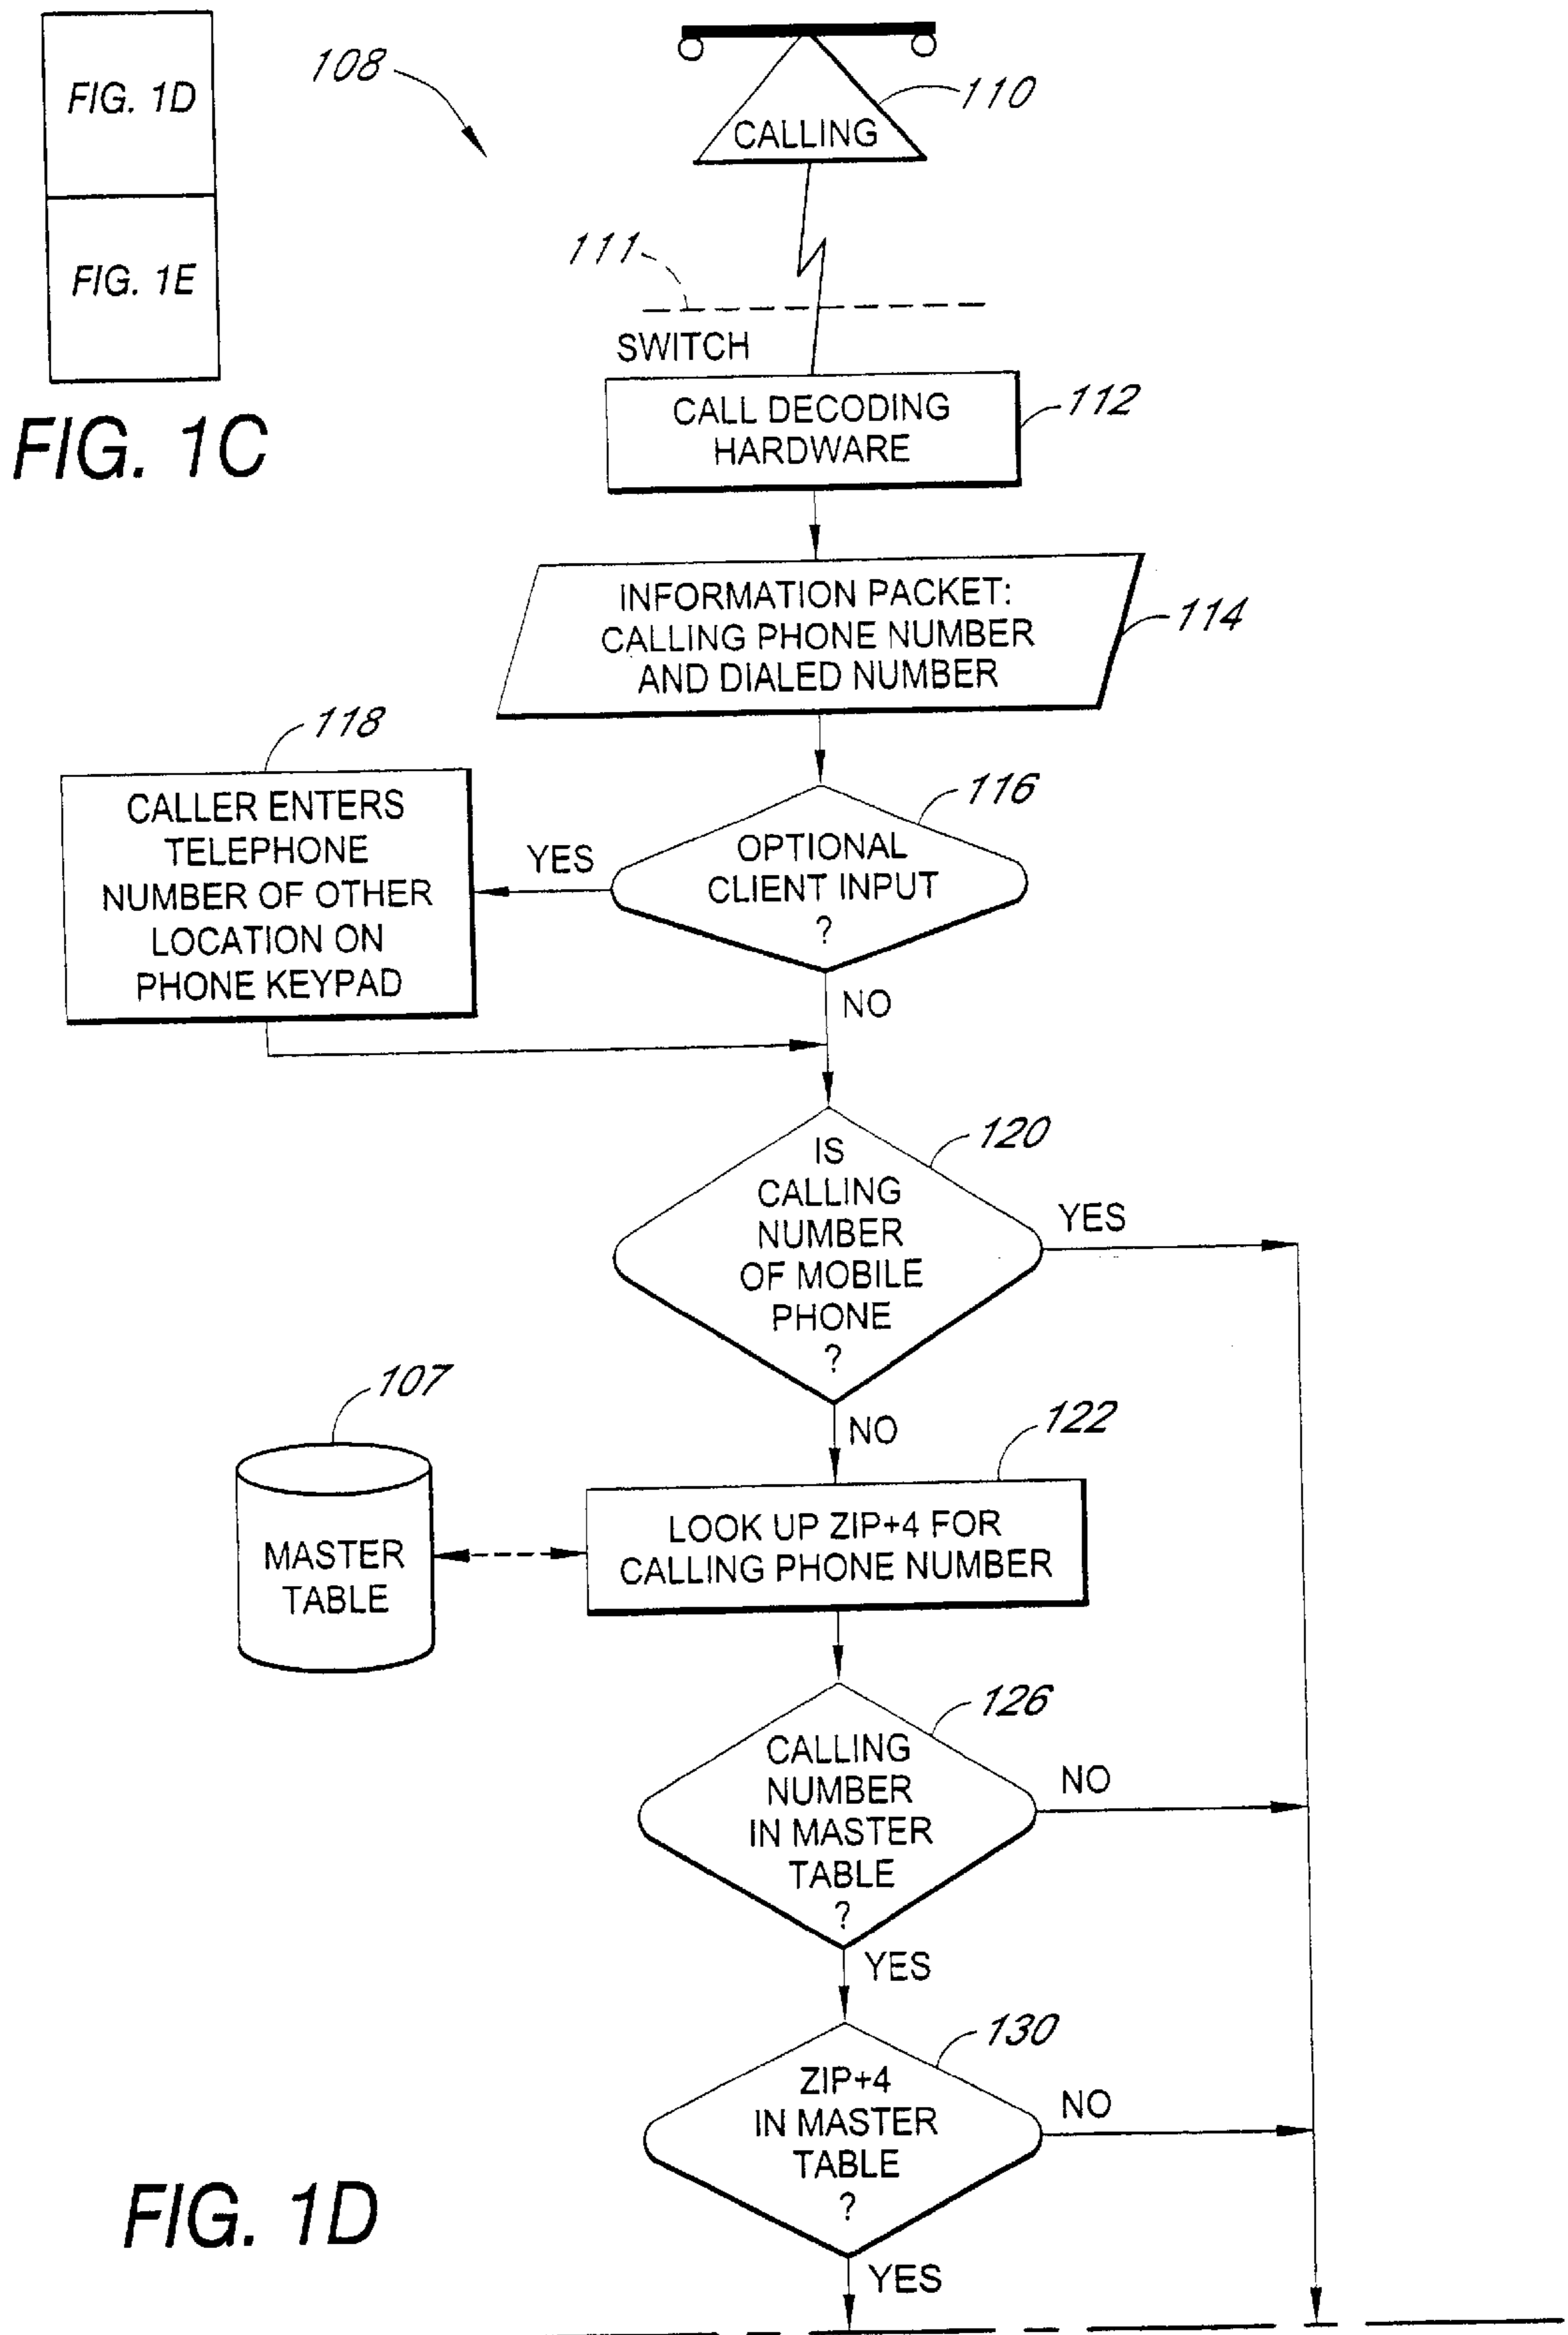 FIG. 1D
FIG. 1E
FIG. 1C
108
110
CALLING
111
SWITCH
CALL DECODING
HARDWARE
112
INFORMATION PACKET:
CALLING PHONE NUMBER
AND DIALED NUMBER
114
118
CALLER ENTERS
TELEPHONE
NUMBER OF OTHER
LOCATION ON
PHONE KEYPAD
YES
116
OPTIONAL
CLIENT INPUT
?
NO
120
IS
CALLING
NUMBER
OF MOBILE
PHONE
?
YES
NO
107
MASTER
TABLE
122
LOOK UP ZIP+4 FOR
CALLING PHONE NUMBER
126
CALLING
NUMBER
IN MASTER
TABLE
?
NO
YES
130
ZIP+4
IN MASTER
TABLE
?
NO
YES
FIG. 1D